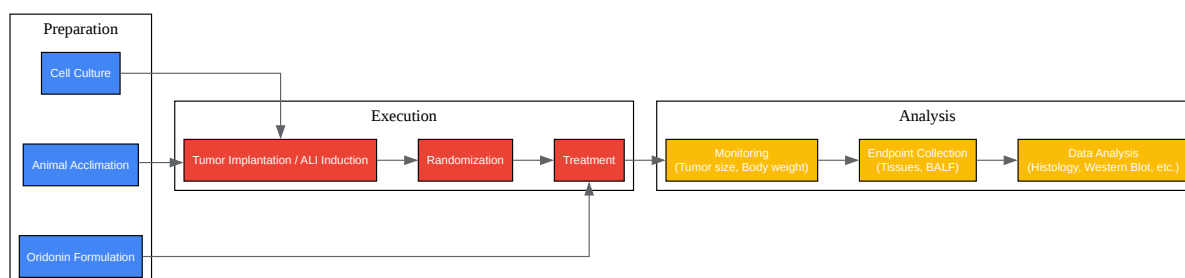 Preparation
Cell Culture
Animal Acclimation
Oridonin Formulation
Execution
Tumor Implantation / ALI Induction
Randomization
Treatment
Analysis
Monitoring
(Tumor size, Body weight)
Endpoint Collection
(Tissues, BALF)
Data Analysis
(Histology, Western Blot, etc.)